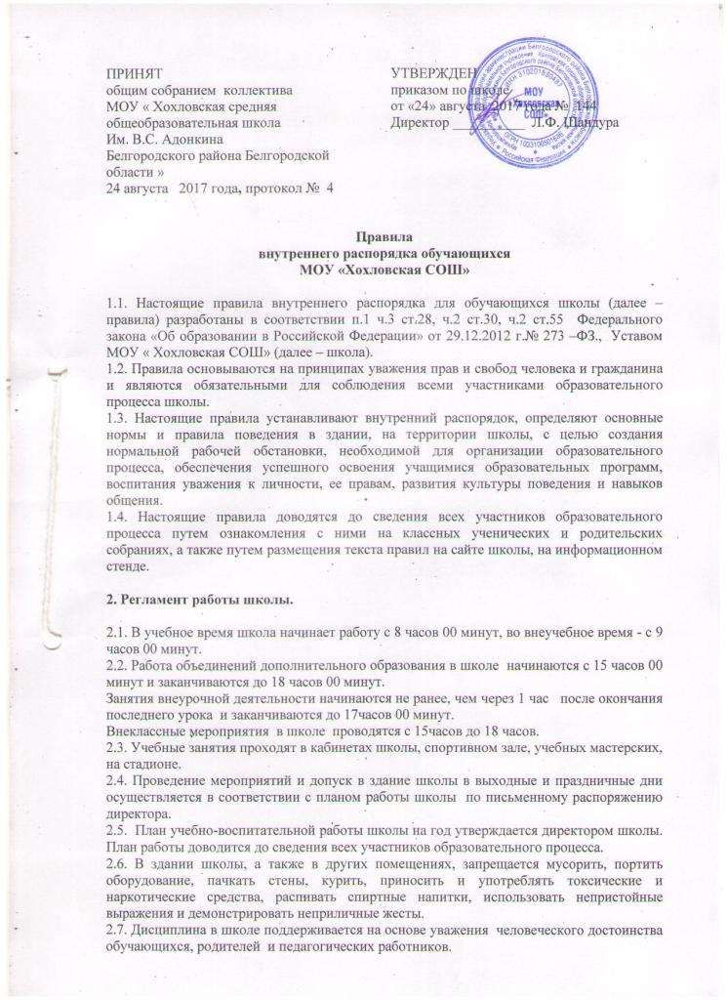 ПРИНЯТ
общим собранием  коллектива
МОУ « Хохловская средняя
общеобразовательная школа
Им. В.С. Адонкина
Белгородского района Белгородской
области »
24 августа   2017 года, протокол №  4
УТВЕРЖДЕН
приказом по школе
от «24» августа  2017 года №  144
Директор __________  Л.Ф. Шандура
МОУ
«Хохловская
СОШ»
Российская Федерация
Правила
внутреннего распорядка обучающихся
МОУ «Хохловская СОШ»
1.1. Настоящие правила внутреннего распорядка для обучающихся школы (далее –
правила) разработаны в соответствии п.1 ч.3 ст.28, ч.2 ст.30, ч.2 ст.55  Федерального
закона «Об образовании в Российской Федерации» от 29.12.2012 г.№ 273 –ФЗ.,  Уставом
МОУ « Хохловская СОШ» (далее – школа).
1.2. Правила основываются на принципах уважения прав и свобод человека и гражданина
и являются обязательными для соблюдения всеми участниками образовательного
процесса школы.
1.3. Настоящие правила устанавливают внутренний распорядок, определяют основные
нормы и правила поведения в здании, на территории школы, с целью создания
нормальной рабочей обстановки, необходимой для организации образовательного
процесса, обеспечения успешного освоения учащимися образовательных программ,
воспитания уважения к личности, ее правам, развития культуры поведения и навыков
общения.
1.4. Настоящие правила доводятся до сведения всех участников образовательного
процесса путем ознакомления с ними на классных ученических и родительских
собраниях, а также путем размещения текста правил на сайте школы, на информационном
стенде.
2. Регламент работы школы.
2.1. В учебное время школа начинает работу с 8 часов 00 минут, во внеучебное время - с 9
часов 00 минут.
2.2. Работа объединений дополнительного образования в школе  начинаются с 15 часов 00
минут и заканчиваются до 18 часов 00 минут.
Занятия внеурочной деятельности начинаются не ранее, чем через 1 час   после окончания
последнего урока  и заканчиваются до 17часов 00 минут.
Внеклассные мероприятия  в школе  проводятся с 15часов до 18 часов.
2.3. Учебные занятия проходят в кабинетах школы, спортивном зале, учебных мастерских,
на стадионе.
2.4. Проведение мероприятий и допуск в здание школы в выходные и праздничные дни
осуществляется в соответствии с планом работы школы  по письменному распоряжению
директора.
2.5.  План учебно-воспитательной работы школы на год утверждается директором школы.
План работы доводится до сведения всех участников образовательного процесса.
2.6. В здании школы, а также в других помещениях, запрещается мусорить, портить
оборудование, пачкать стены, курить, приносить и употреблять токсические и
наркотические средства, распивать спиртные напитки, использовать непристойные
выражения и демонстрировать неприличные жесты.
2.7. Дисциплина в школе поддерживается на основе уважения  человеческого достоинства
обучающихся, родителей  и педагогических работников.